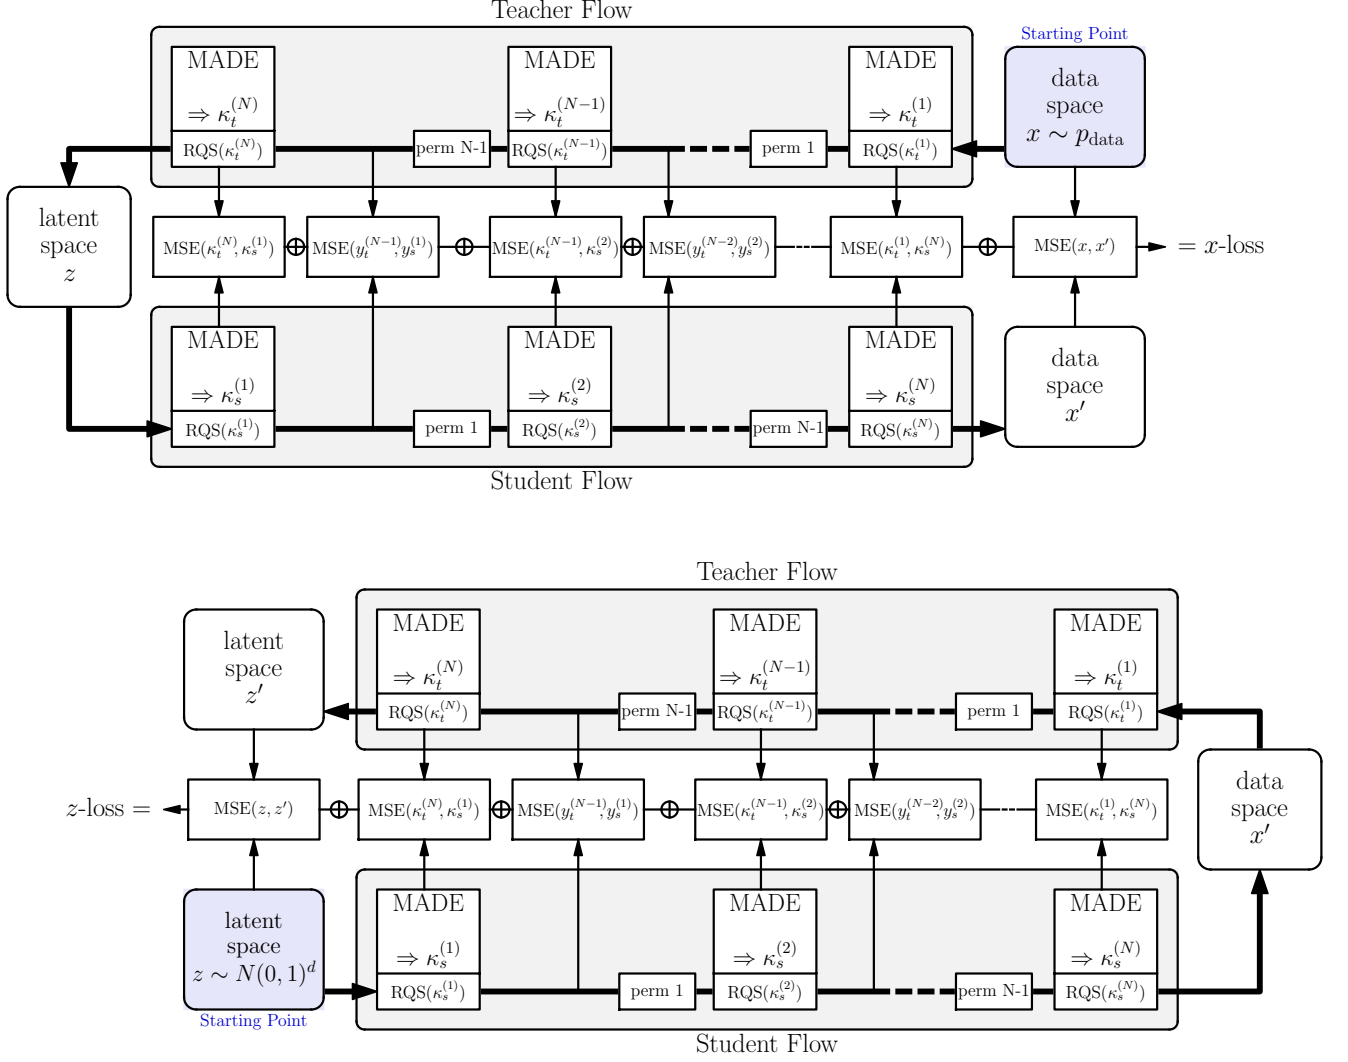 Teacher Flow
Starting Point
MADE
⇒ κ_t^{(N)}
RQS(κ_t^{(N)})
perm N-1
MADE
⇒ κ_t^{(N−1)}
RQS(κ_t^{(N−1)})
perm 1
MADE
⇒ κ_t^{(1)}
RQS(κ_t^{(1)})
data
space
x ∼ p_data
latent
space
z
MSE(κ_t^{(N)}, κ_s^{(1)}) ⊕ MSE(y_t^{(N−1)}, y_s^{(1)}) ⊕ MSE(κ_t^{(N−1)}, κ_s^{(2)}) ⊕ MSE(y_t^{(N−2)}, y_s^{(2)}) MSE(κ_t^{(1)}, κ_s^{(N)}) ⊕ MSE(x, x′) = x-loss
MADE
⇒ κ_s^{(1)}
RQS(κ_s^{(1)})
perm 1
MADE
⇒ κ_s^{(2)}
RQS(κ_s^{(2)})
perm N-1
MADE
⇒ κ_s^{(N)}
RQS(κ_s^{(N)})
data
space
x′
Student Flow
Teacher Flow
latent
space
z′
MADE
⇒ κ_t^{(N)}
RQS(κ_t^{(N)})
perm N-1
MADE
⇒ κ_t^{(N−1)}
RQS(κ_t^{(N−1)})
perm 1
MADE
⇒ κ_t^{(1)}
RQS(κ_t^{(1)})
z-loss = MSE(z, z′) ⊕ MSE(κ_t^{(N)}, κ_s^{(1)}) ⊕ MSE(y_t^{(N−1)}, y_s^{(1)}) ⊕ MSE(κ_t^{(N−1)}, κ_s^{(2)}) ⊕ MSE(y_t^{(N−2)}, y_s^{(2)}) MSE(κ_t^{(1)}, κ_s^{(N)})
data
space
x′
latent
space
z ∼ N(0, 1)^d
Starting Point
MADE
⇒ κ_s^{(1)}
RQS(κ_s^{(1)})
perm 1
MADE
⇒ κ_s^{(2)}
RQS(κ_s^{(2)})
perm N-1
MADE
⇒ κ_s^{(N)}
RQS(κ_s^{(N)})
Student Flow